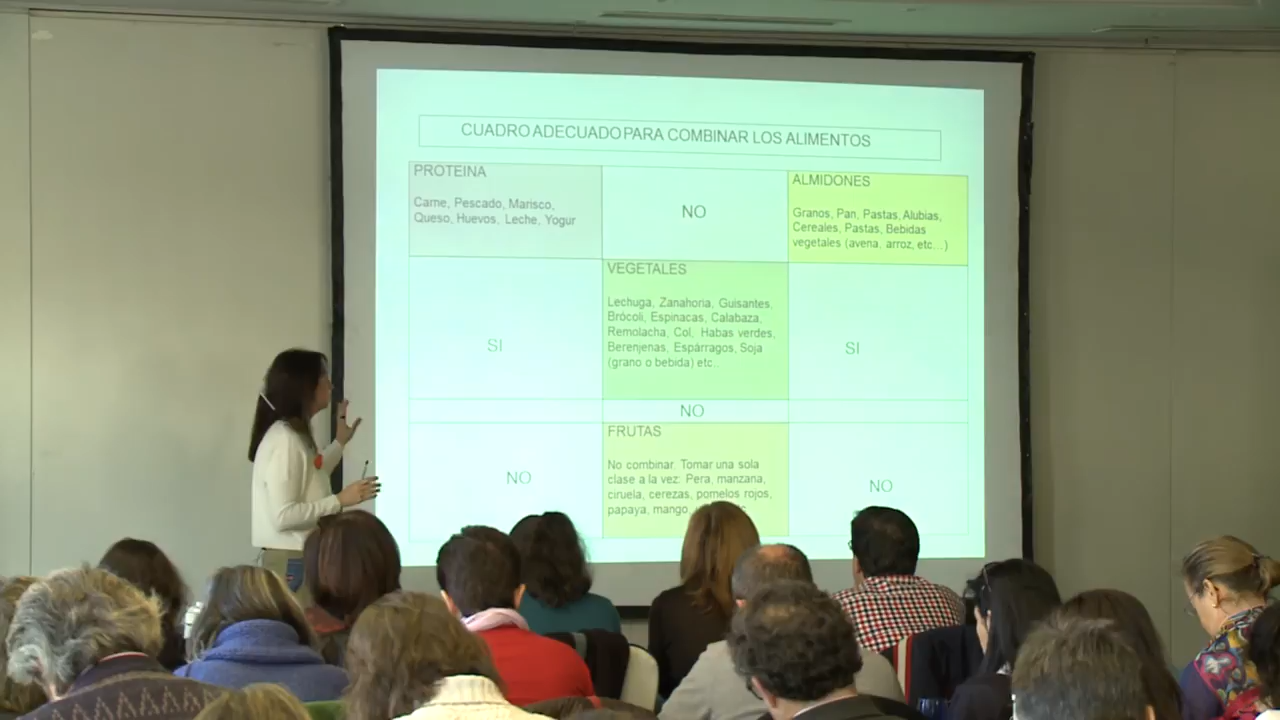 CUADRO ADECUADO PARA COMBINAR LOS ALIMENTOS
PROTEINA
Carne, Pescado, Marisco,
Queso, Huevos, Leche, Yogur
NO
ALMIDONES
Granos, Pan, Pastas, Alubias,
Cereales, Pastas, Bebidas
vegetales (avena. arroz, etc...)
SI
VEGETALES
Lechuga, Zanahoria, Guisantes,
Brócoli, Espinacas, Calabaza,
Remolacha, Col, Habas verdes,
Berenjenas, Espárragos, Soja
(grano o bebida) etc..
SI
NO
NO
FRUTAS
No combinar. Tomar una sola
clase a la vez: Pera, manzana,
ciruela, cerezas, pomelos rojos,
papaya, mango,
NO